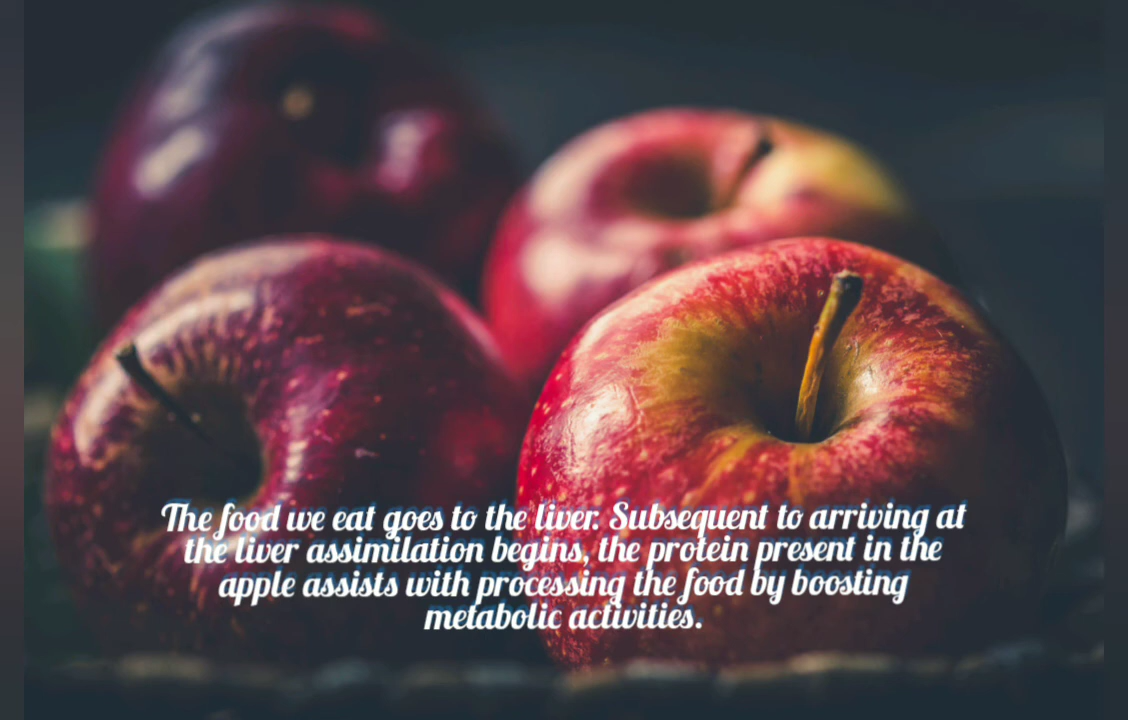 The food we eat goes to the liver. Subsequent to arriving at
the liver assimilation begins, the protein present in the
apple assists with processing the food by boosting
metabolic activities.